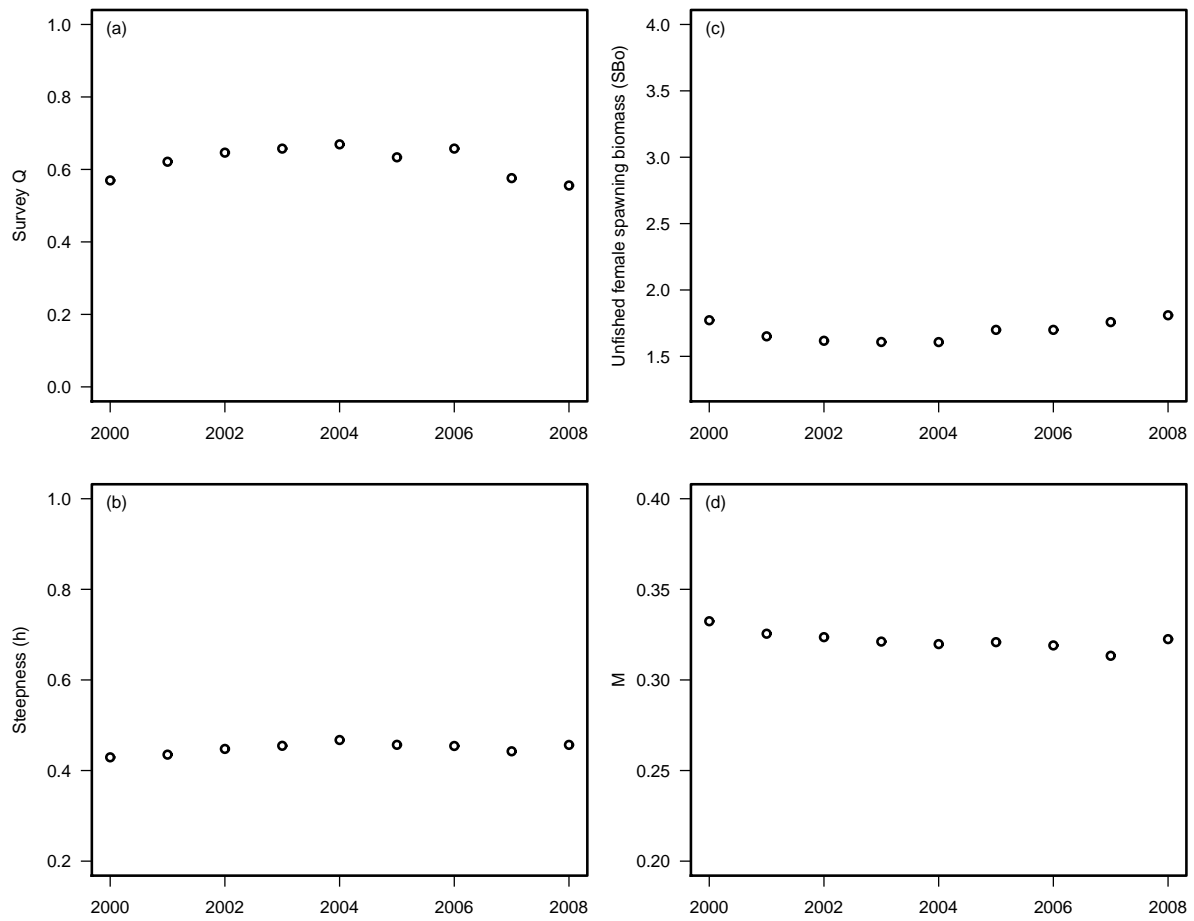 (a)
Survey Q
1.0
0.8
0.6
0.4
0.2
0.0
2000 2002 2004 2006 2008
(c)
Unfished female spawning biomass (SBo)
4.0
3.5
3.0
2.5
2.0
1.5
2000 2002 2004 2006 2008
(b)
Steepness (h)
1.0
0.8
0.6
0.4
0.2
2000 2002 2004 2006 2008
(d)
M
0.40
0.35
0.30
0.25
0.20
2000 2002 2004 2006 2008